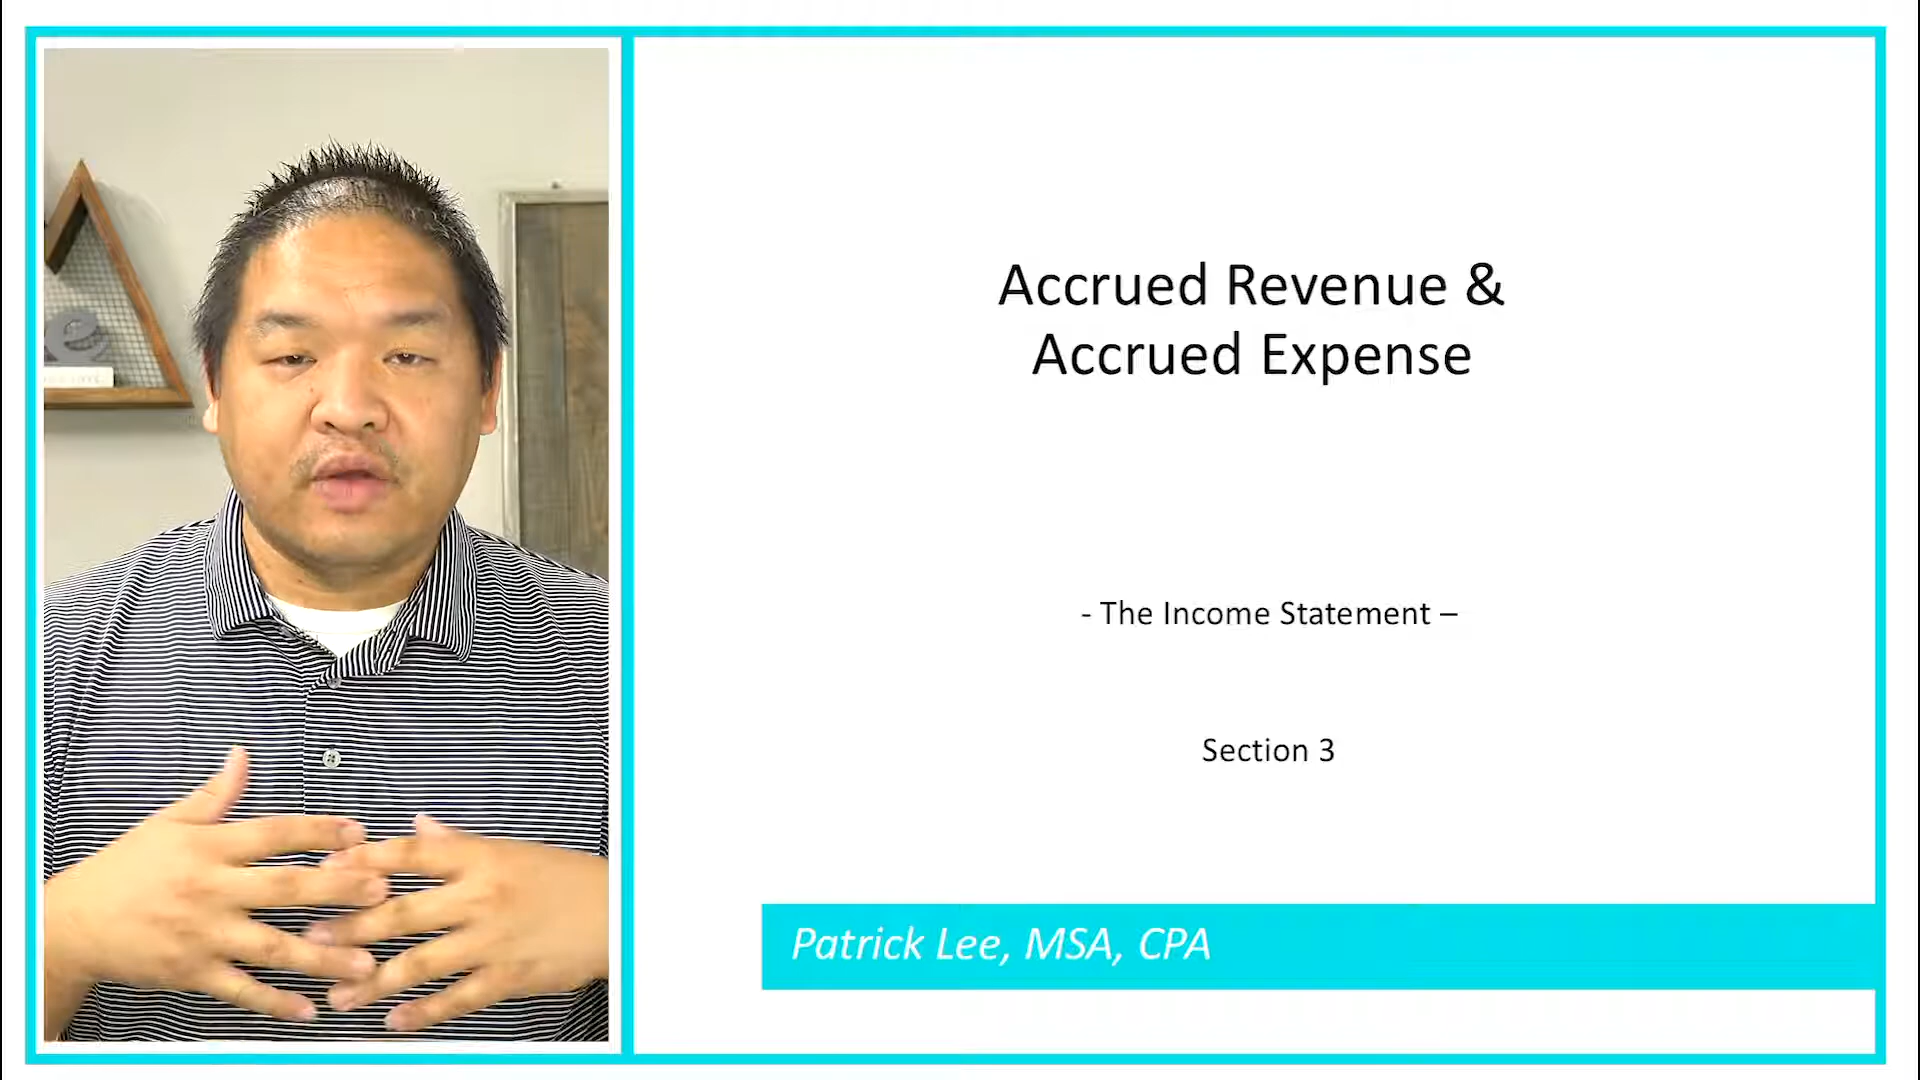 Accrued Revenue &
Accrued Expense
- The Income Statement –
Section 3
Patrick Lee, MSA, CPA